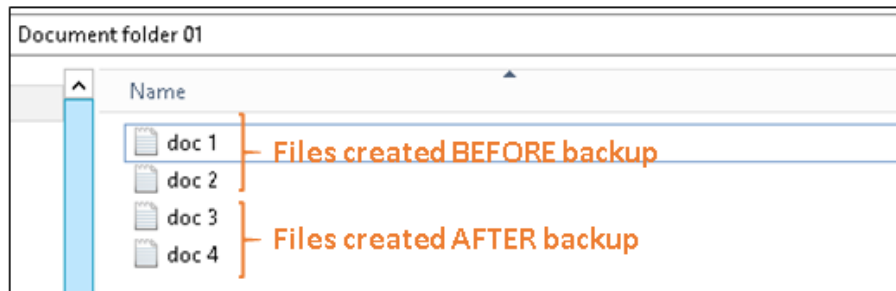 Document folder 01
Name
doc 1
Files created BEFORE backup
doc 2
doc 3
Files created AFTER backup
doc 4